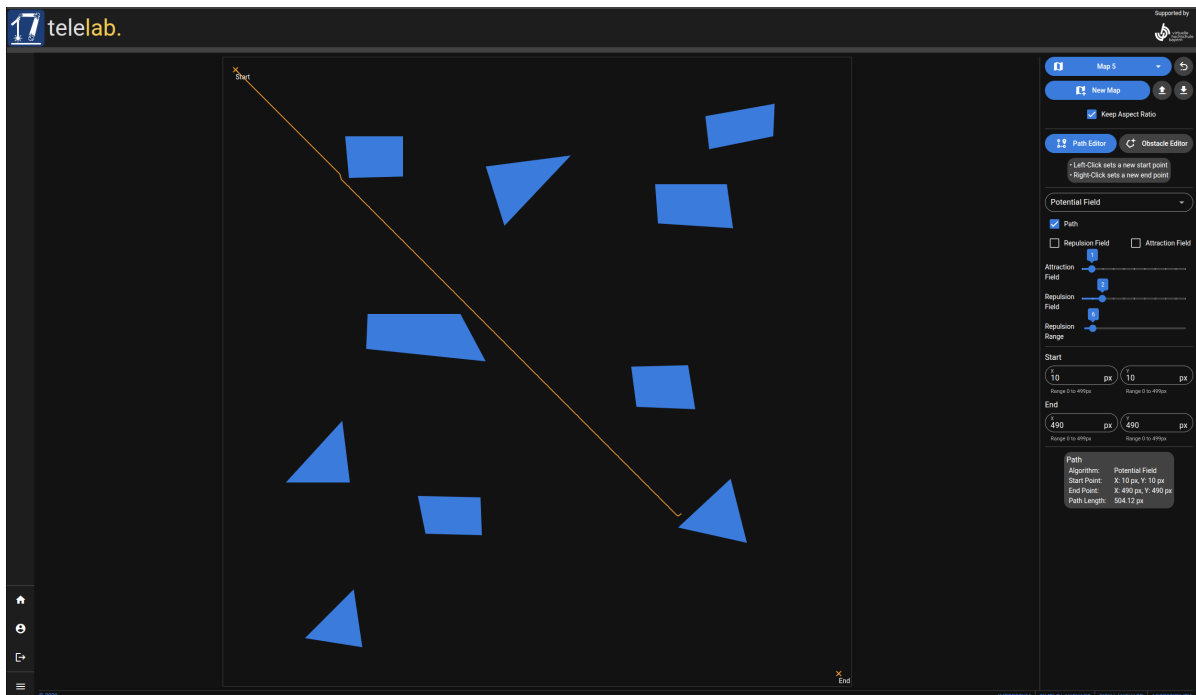 17 telelab.
Supported by
virtuelle
hochschule
bayern
Start
End
Map 5
New Map
Keep Aspect Ratio
Path Editor
Obstacle Editor
• Left-Click sets a new start point
• Right-Click sets a new end point
Potential Field
Path
Repulsion Field
Attraction Field
1
Attraction
Field
2
Repulsion
Field
6
Repulsion
Range
Start
X
10 px
Y
10 px
Range 0 to 499px
Range 0 to 499px
End
X
490 px
Y
490 px
Range 0 to 499px
Range 0 to 499px
Path
Algorithm: Potential Field
Start Point: X: 10 px, Y: 10 px
End Point: X: 490 px, Y: 490 px
Path Length: 504.12 px